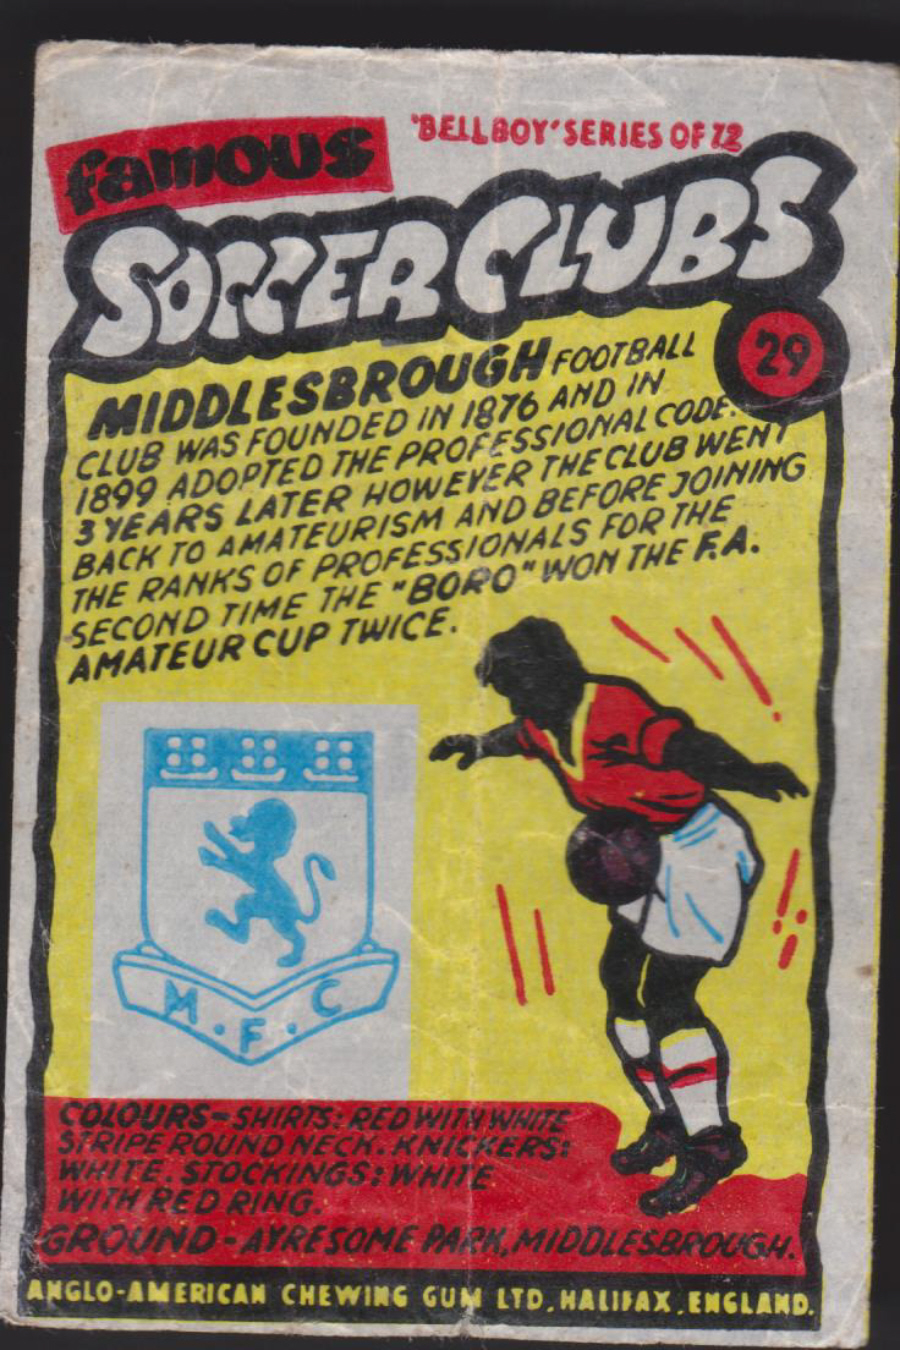 'BELL BOY' SERIES OF 72
famous
SOCCER CLUBS
29
MIDDLESBROUGH FOOTBALL
CLUB WAS FOUNDED IN 1876 AND IN
1899 ADOPTED THE PROFESSIONAL CODE.
3 YEARS LATER HOWEVER THE CLUB WENT
BACK TO AMATEURISM AND BEFORE JOINING
THE RANKS OF PROFESSIONALS FOR THE
SECOND TIME THE "BORO" WON THE F.A.
AMATEUR CUP TWICE.
M.F.C
COLOURS-SHIRTS: RED WITH WHITE
STRIPE ROUND NECK. KNICKERS:
WHITE. STOCKINGS: WHITE
WITH RED RING.
GROUND-AYRESOME PARK, MIDDLESBROUGH.
ANGLO-AMERICAN CHEWING GUM LTD, HALIFAX, ENGLAND.